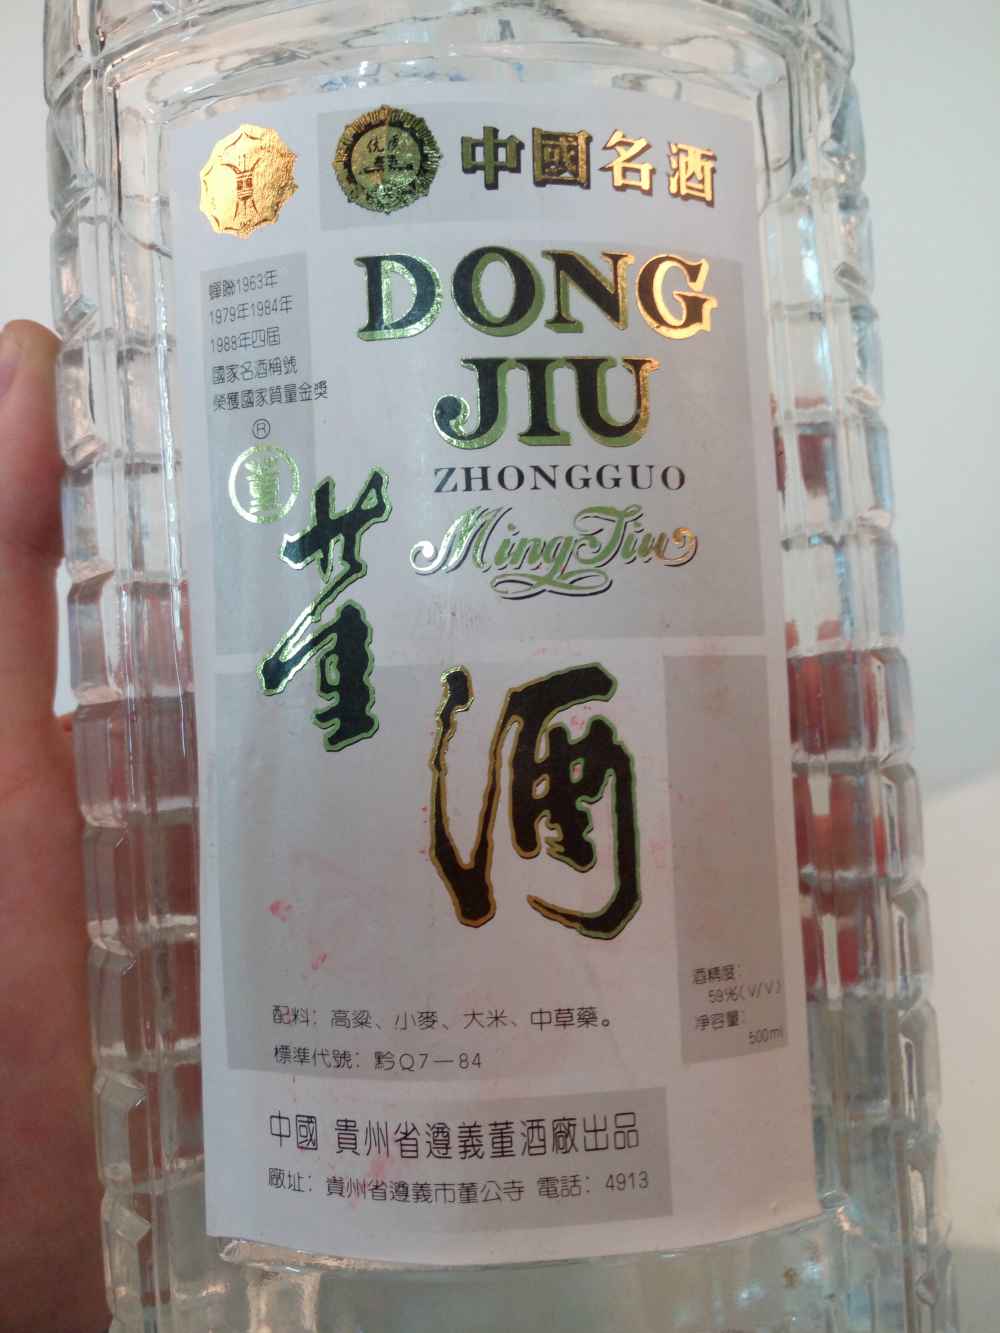 中國名酒
蟬聯1963年
1979年1984年
1988年四屆
國家名酒稱號
榮獲國家質量金獎
DONG
JIU
ZHONGGUO
Ming Jiu
®
董
董酒
酒精度：
59%(V/V)
净容量：
500ml
配料：高粱、小麥、大米、中草藥。
標準代號：黔Q7—84
中國 貴州省遵義董酒廠出品
廠址：貴州省遵義市董公寺 電話：4913